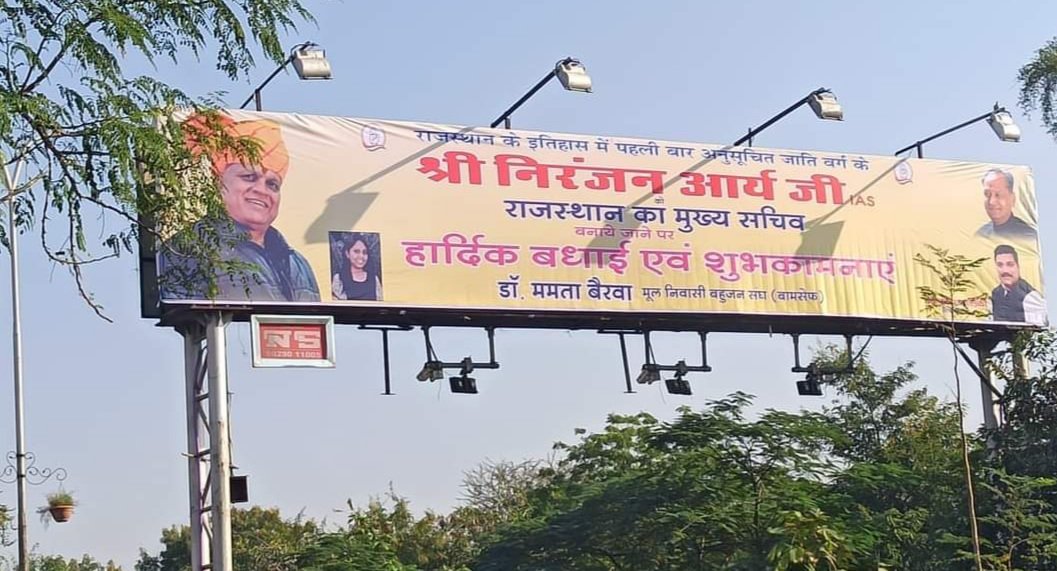 राजस्थान के इतिहास में पहली बार अनुसूचित जाति वर्ग के
श्री निरंजन आर्य जी IAS
को
राजस्थान का मुख्य सचिव
बनाये जाने पर
हार्दिक बधाई एवं शुभकामनाएं
डॉ. ममता बैरवा मूल निवासी बहुजन संघ (बामसेफ)
NS